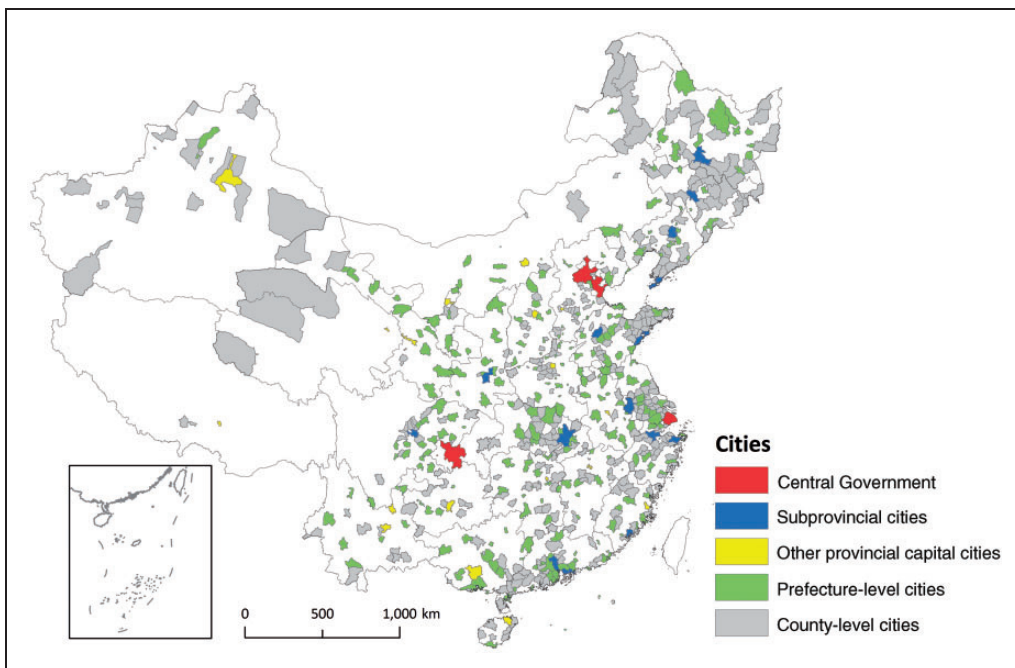 Cities
Central Government
Subprovincial cities
Other provincial capital cities
Prefecture-level cities
County-level cities
0 500 1,000 km